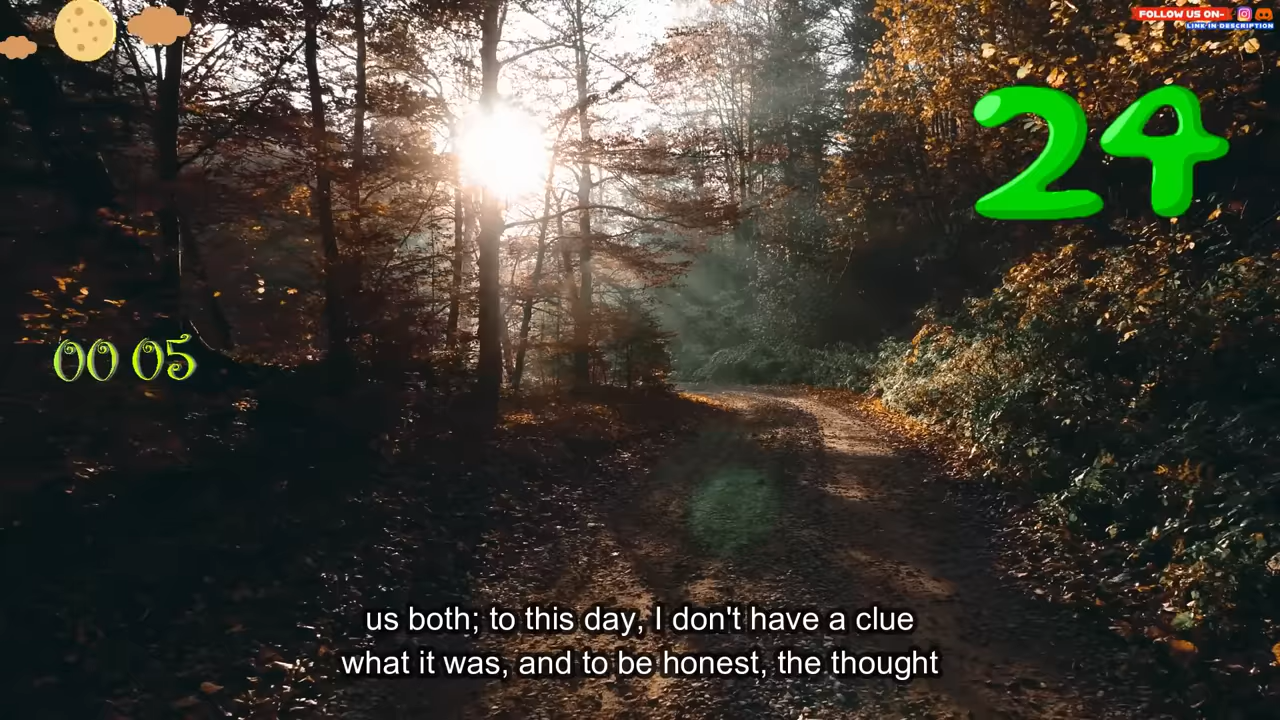 FOLLOW US ON-
LINK IN DESCRIPTION
24
00 05
us both; to this day, I don't have a clue
what it was, and to be honest, the thought